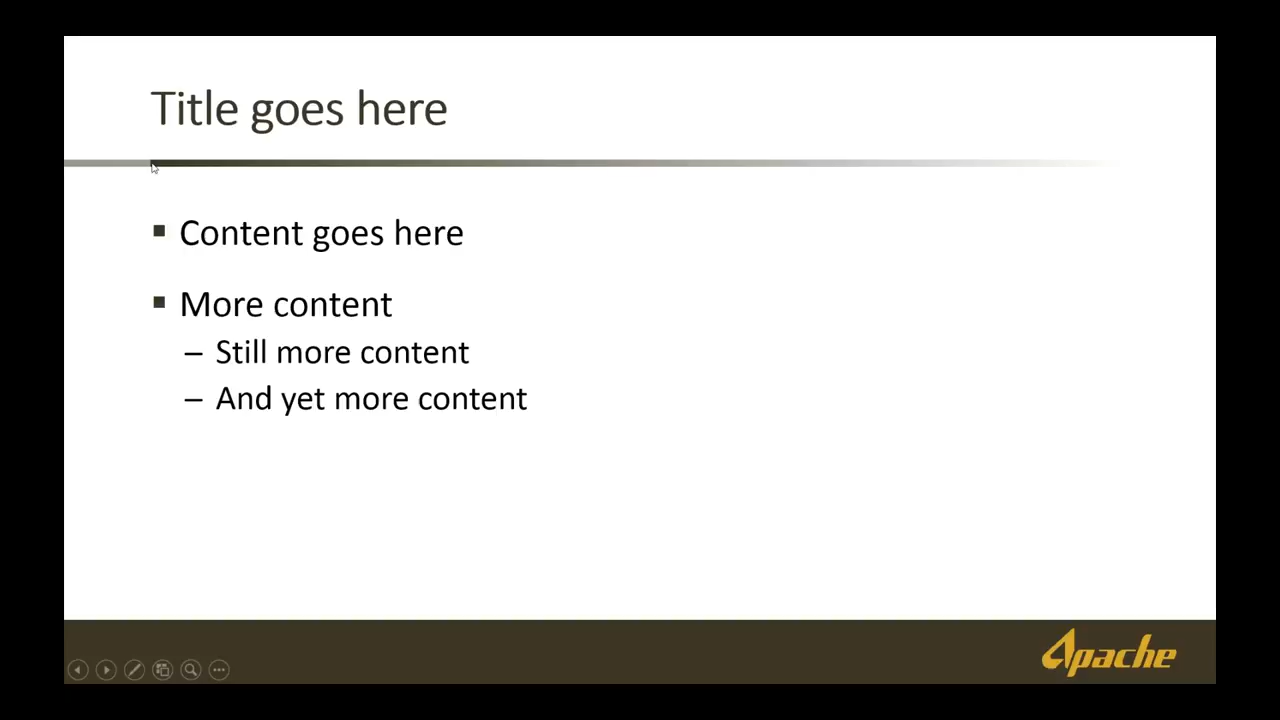 Title goes here
▪ Content goes here
▪ More content
– Still more content
– And yet more content
Apache